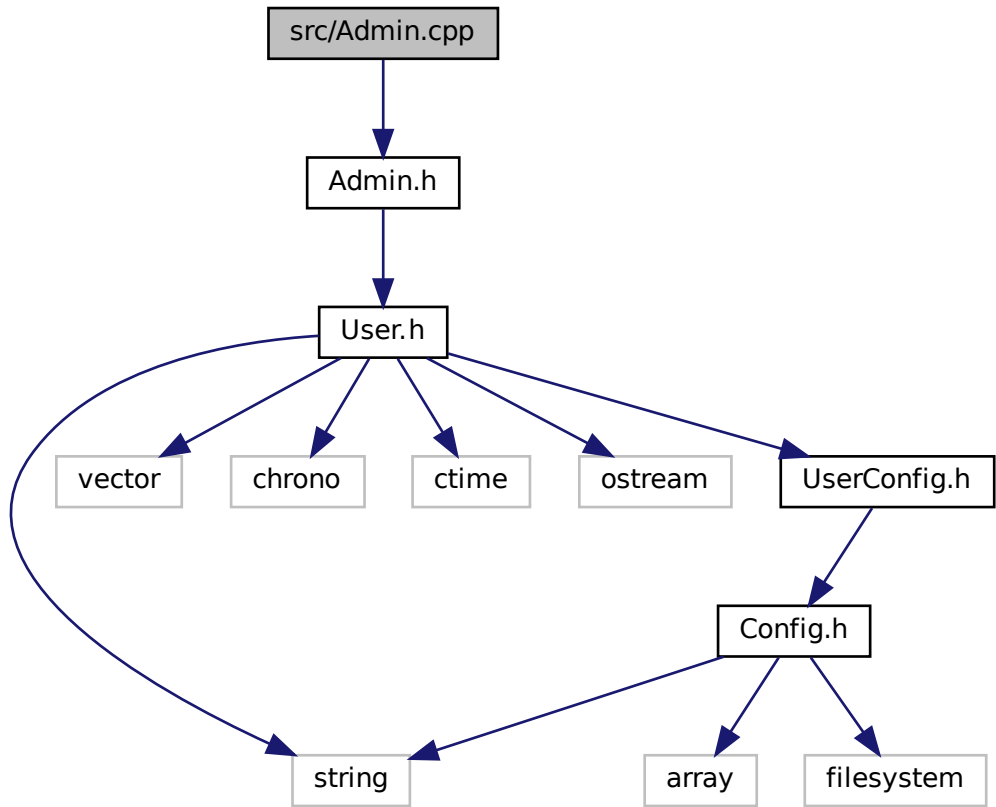 src/Admin.cpp
Admin.h
User.h
vector
chrono
ctime
ostream
UserConfig.h
Config.h
string
array
filesystem